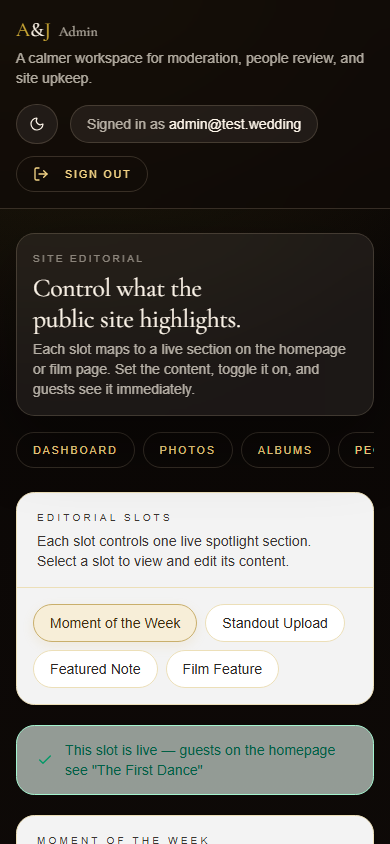 A&J Admin
A calmer workspace for moderation, people review, and
site upkeep.
Signed in as admin@test.wedding
SIGN OUT
SITE EDITORIAL
Control what the
public site highlights.
Each slot maps to a live section on the homepage
or film page. Set the content, toggle it on, and
guests see it immediately.
DASHBOARD PHOTOS ALBUMS
EDITORIAL SLOTS
Each slot controls one live spotlight section.
Select a slot to view and edit its content.
Moment of the Week Standout Upload
Featured Note Film Feature
This slot is live — guests on the homepage
see "The First Dance"
MOMENT OF THE WEEK